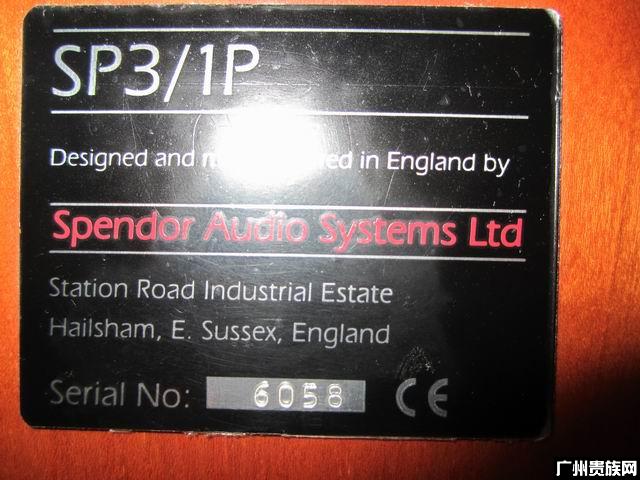 SP3/1P
Designed and in England by
Spendor Audio Systems Ltd
Station Road Industrial Estate
Hailsham, E. Sussex, England
Serial No: 6058 CE
广州贵族网